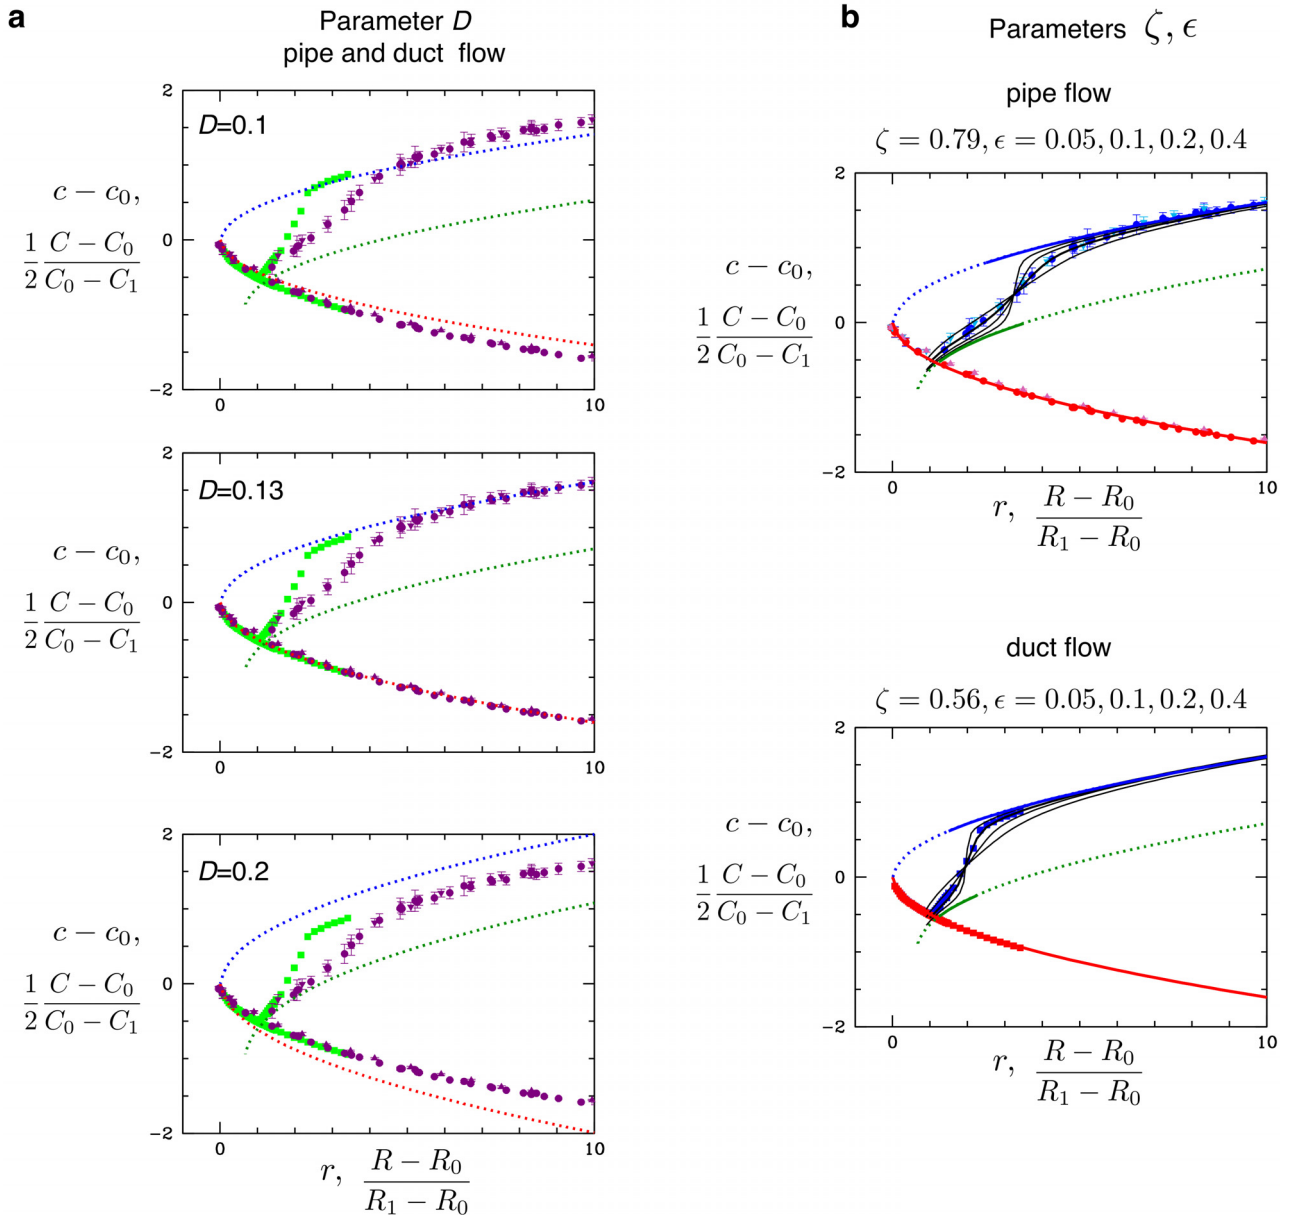 a
Parameter D
pipe and duct flow
D=0.1
2
0
-2
c − c₀,
1/2 (C − C₀)/(C₀ − C₁)
0
10
D=0.13
2
0
-2
c − c₀,
1/2 (C − C₀)/(C₀ − C₁)
0
10
D=0.2
2
0
-2
c − c₀,
1/2 (C − C₀)/(C₀ − C₁)
0
10
r, (R − R₀)/(R₁ − R₀)
b
Parameters ζ, ϵ
pipe flow
ζ = 0.79, ϵ = 0.05, 0.1, 0.2, 0.4
2
0
-2
c − c₀,
1/2 (C − C₀)/(C₀ − C₁)
0
10
r, (R − R₀)/(R₁ − R₀)
duct flow
ζ = 0.56, ϵ = 0.05, 0.1, 0.2, 0.4
2
0
-2
c − c₀,
1/2 (C − C₀)/(C₀ − C₁)
0
10
r, (R − R₀)/(R₁ − R₀)